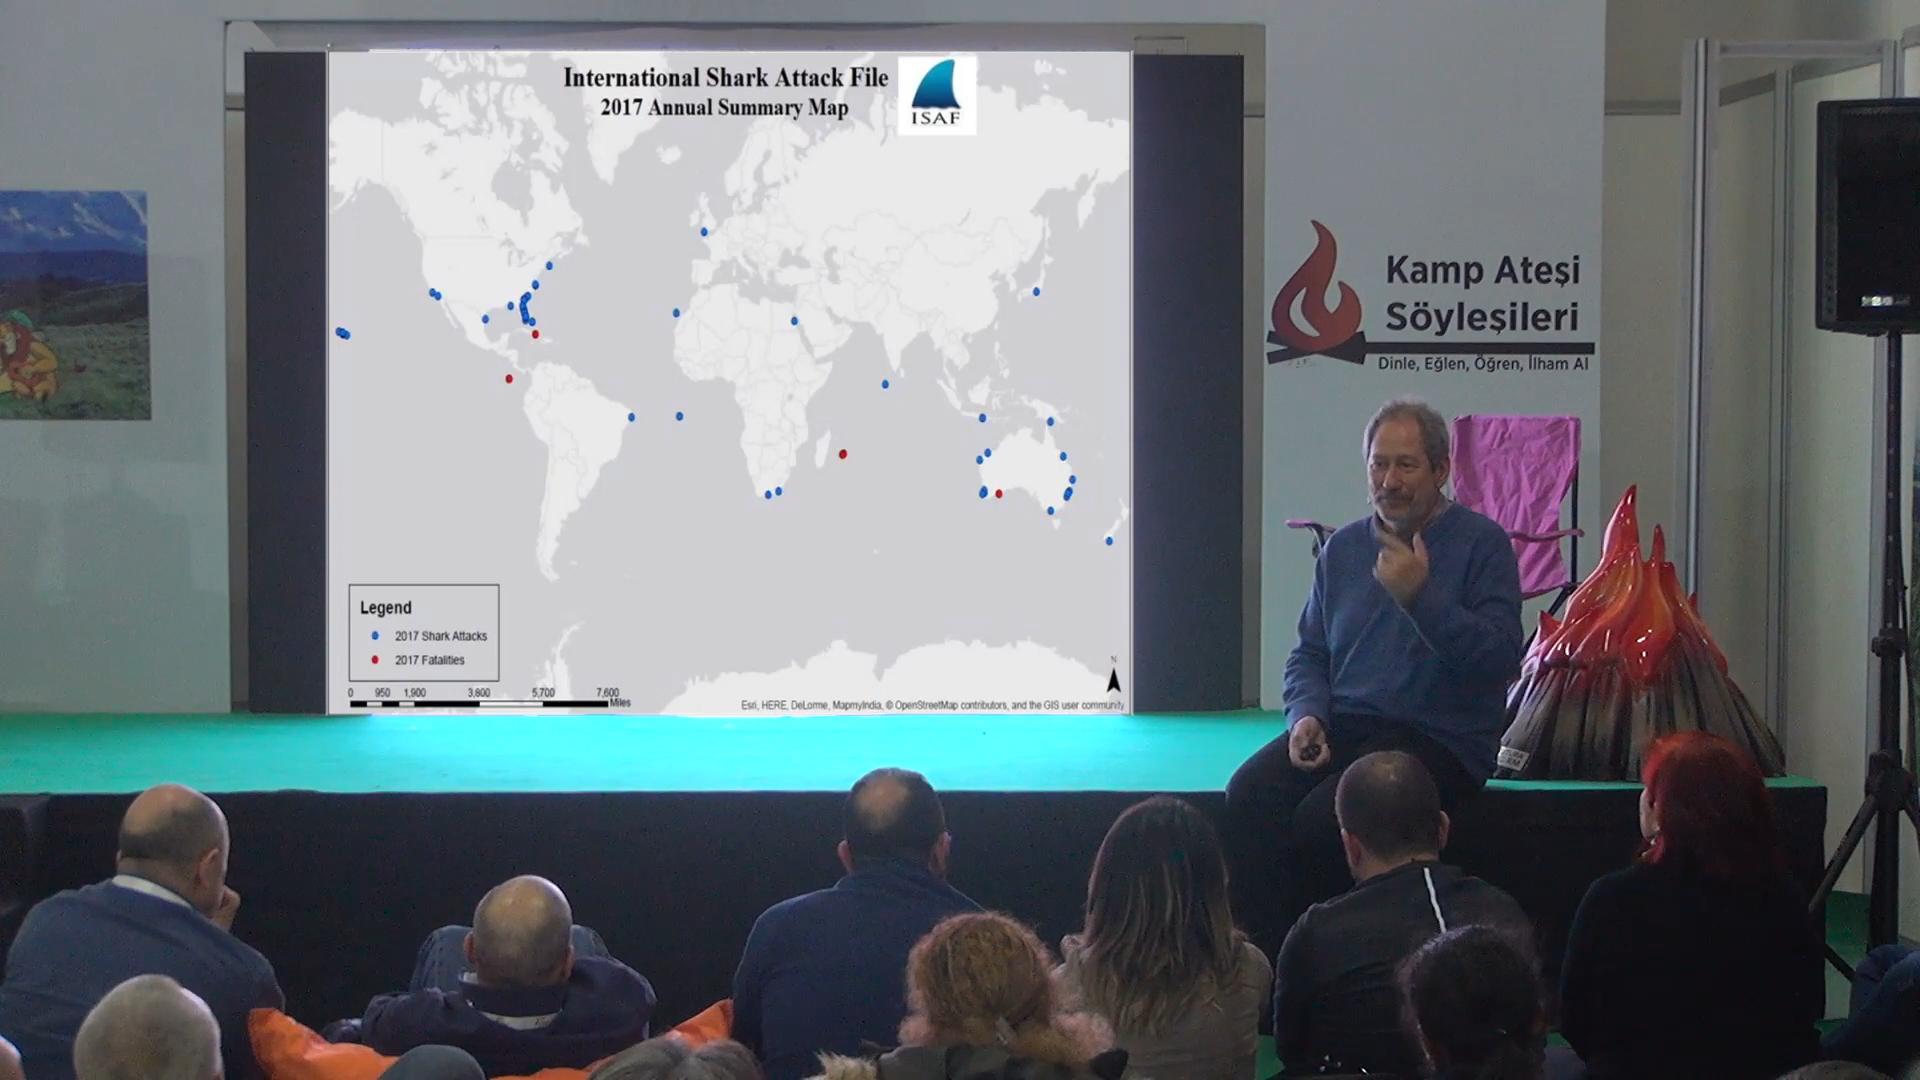 International Shark Attack File
2017 Annual Summary Map
ISAF
Legend
2017 Shark Attacks
2017 Fatalities
0 950 1,900 3,800 5,700 7,600
Miles
N
Esri, HERE, DeLorme, MapmyIndia, © OpenStreetMap contributors, and the GIS user community
Kamp Ateşi
Söyleşileri
Dinle, Eğlen, Öğren, İlham Al